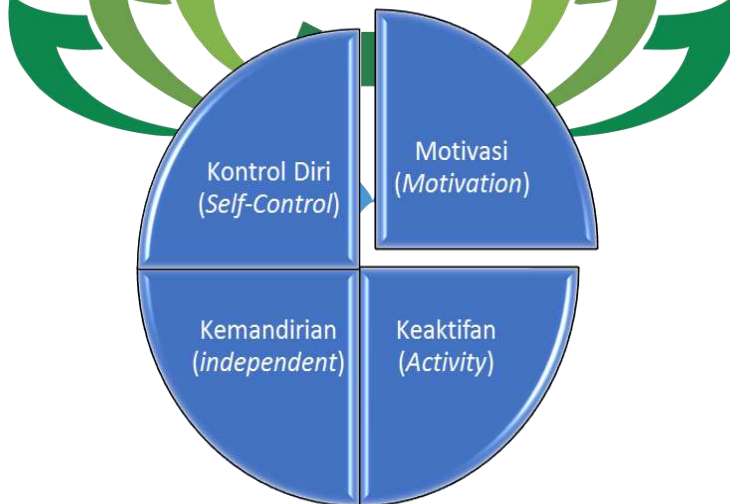 Kontrol Diri
(Self-Control)
Motivasi
(Motivation)
Kemandirian
(independent)
Keaktifan
(Activity)